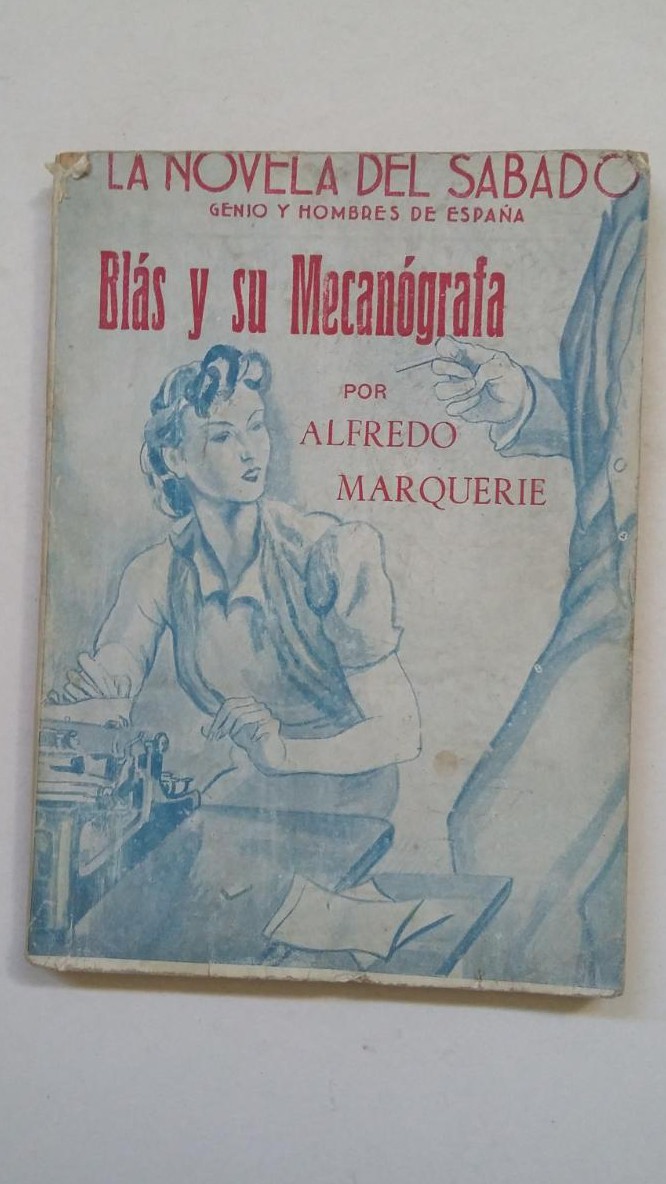 LA NOVELA DEL SABADO
GENIO Y HOMBRES DE ESPAÑA
Blás y su Mecanógrafa
POR
ALFREDO
MARQUERIE